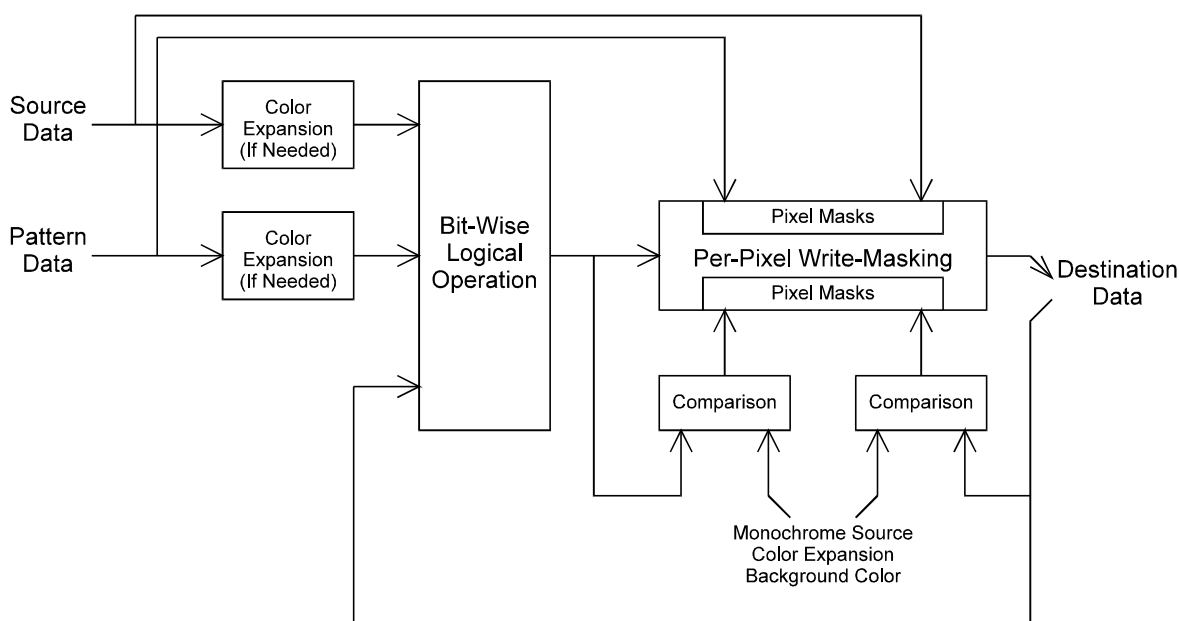 Source
Data
Color
Expansion
(If Needed)
Pattern
Data
Color
Expansion
(If Needed)
Bit-Wise
Logical
Operation
Pixel Masks
Per-Pixel Write-Masking
Pixel Masks
Destination
Data
Comparison
Comparison
Monochrome Source
Color Expansion
Background Color